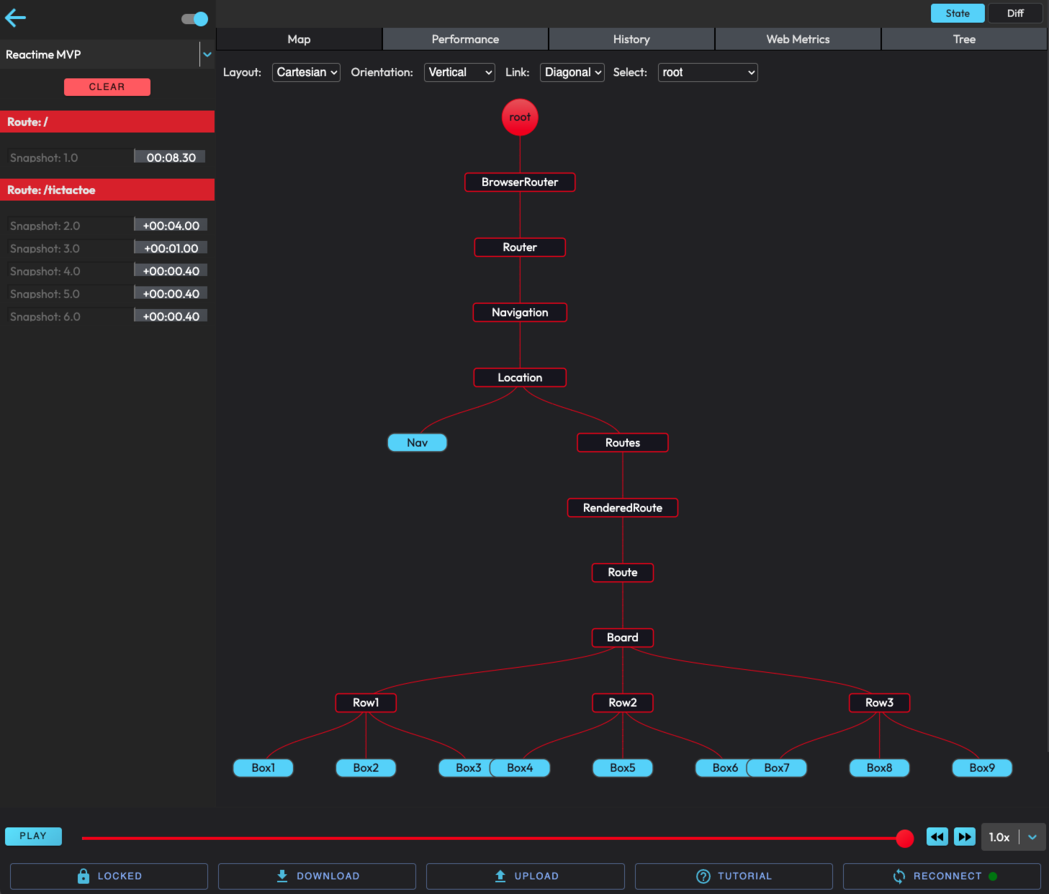 State Diff
Map Performance History Web Metrics Tree
Reactime MVP
CLEAR
Route: /
Snapshot: 1.0 00:08.30
Route: /tictactoe
Snapshot: 2.0 +00:04.00
Snapshot: 3.0 +00:01.00
Snapshot: 4.0 +00:00.40
Snapshot: 5.0 +00:00.40
Snapshot: 6.0 +00:00.40
Layout: Cartesian Orientation: Vertical Link: Diagonal Select: root
root
BrowserRouter
Router
Navigation
Location
Nav Routes
RenderedRoute
Route
Board
Row1 Row2 Row3
Box1 Box2 Box3 Box4 Box5 Box6 Box7 Box8 Box9
PLAY 1.0x
LOCKED DOWNLOAD UPLOAD TUTORIAL RECONNECT